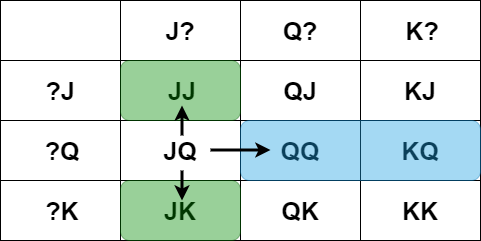 J? Q? K?
?J JJ QJ KJ
?Q JQ QQ KQ
?K JK QK KK